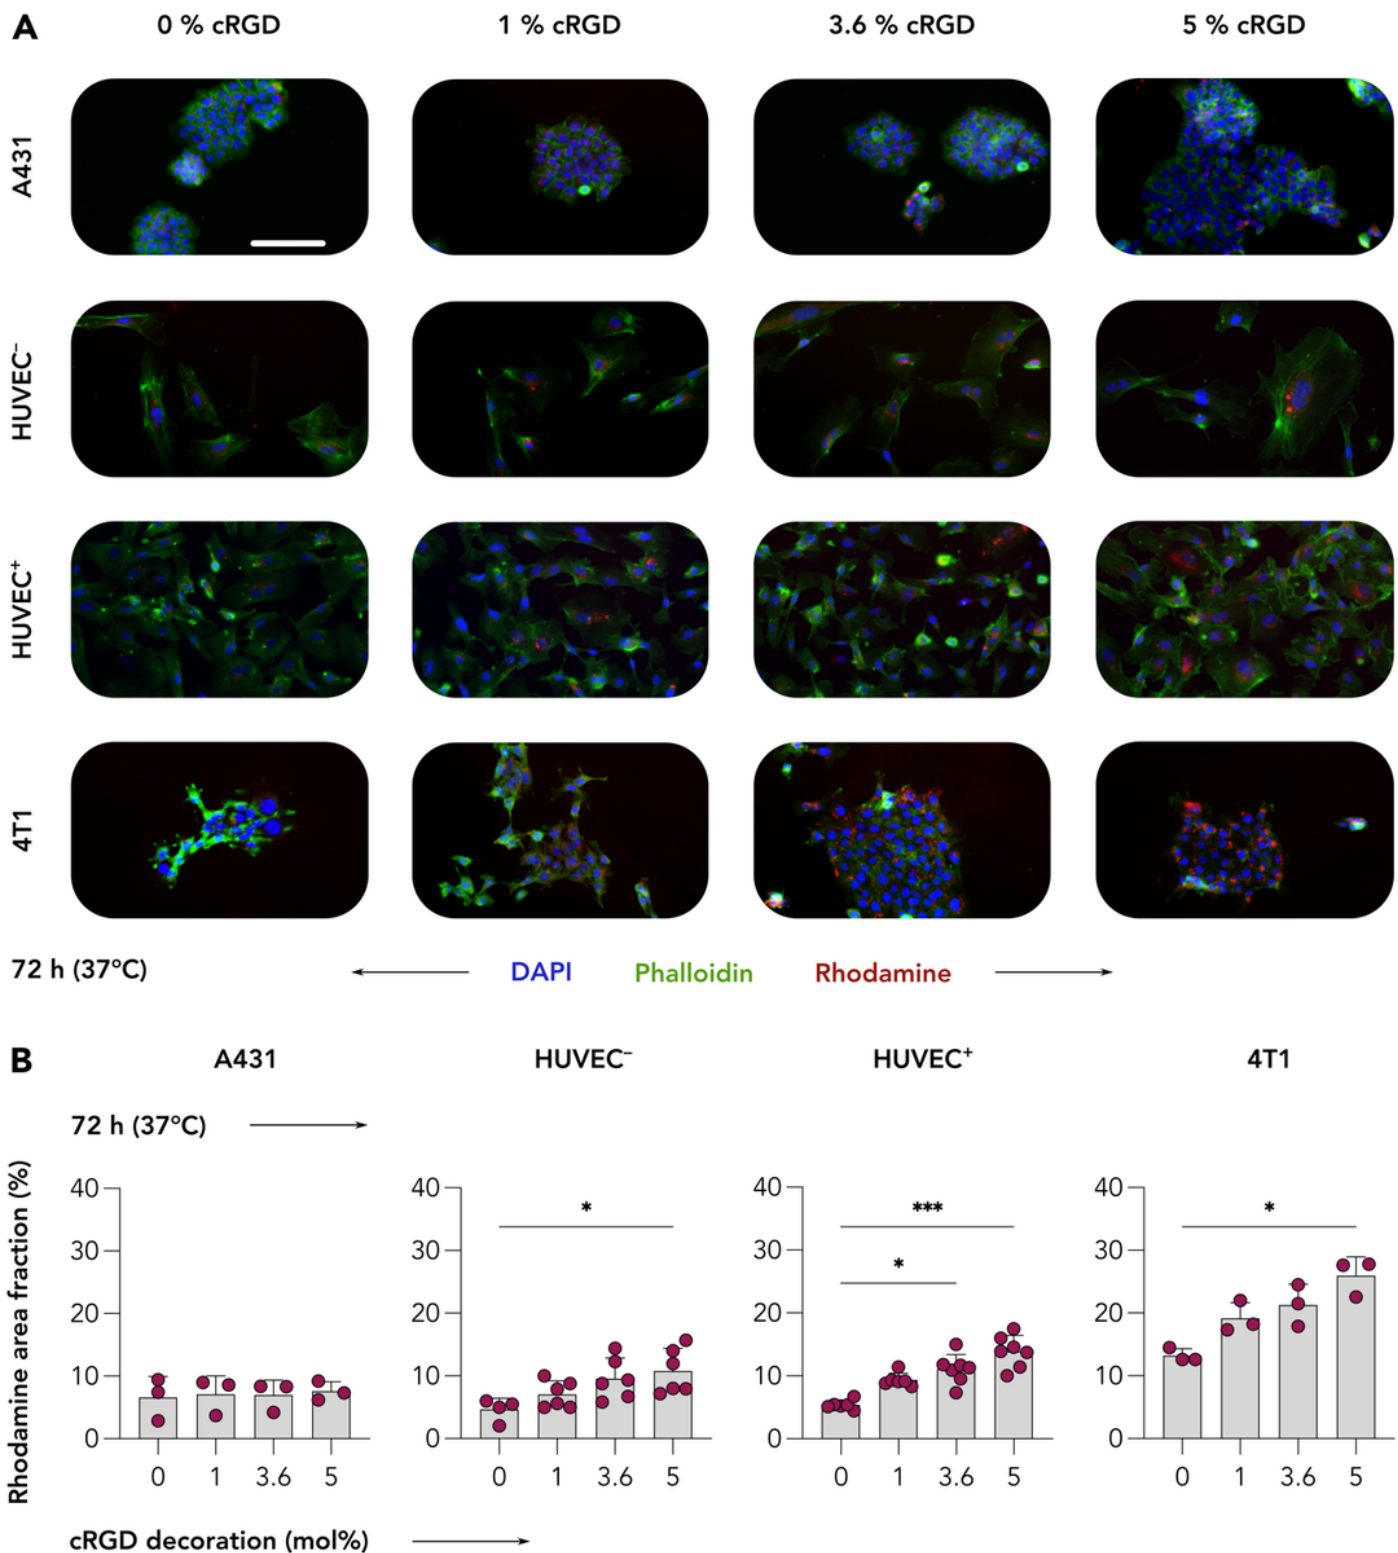 A
0 % cRGD 1 % cRGD 3.6 % cRGD 5 % cRGD
A431
HUVEC⁻
HUVEC⁺
4T1
72 h (37°C) DAPI Phalloidin Rhodamine
B
A431 HUVEC⁻ HUVEC⁺ 4T1
72 h (37°C)
Rhodamine area fraction (%)
40 40 40 40
* *** *
30 30 30 30
*
20 20 20 20
10 10 10 10
0 0 0 0
0 1 3.6 5 0 1 3.6 5 0 1 3.6 5 0 1 3.6 5
cRGD decoration (mol%)